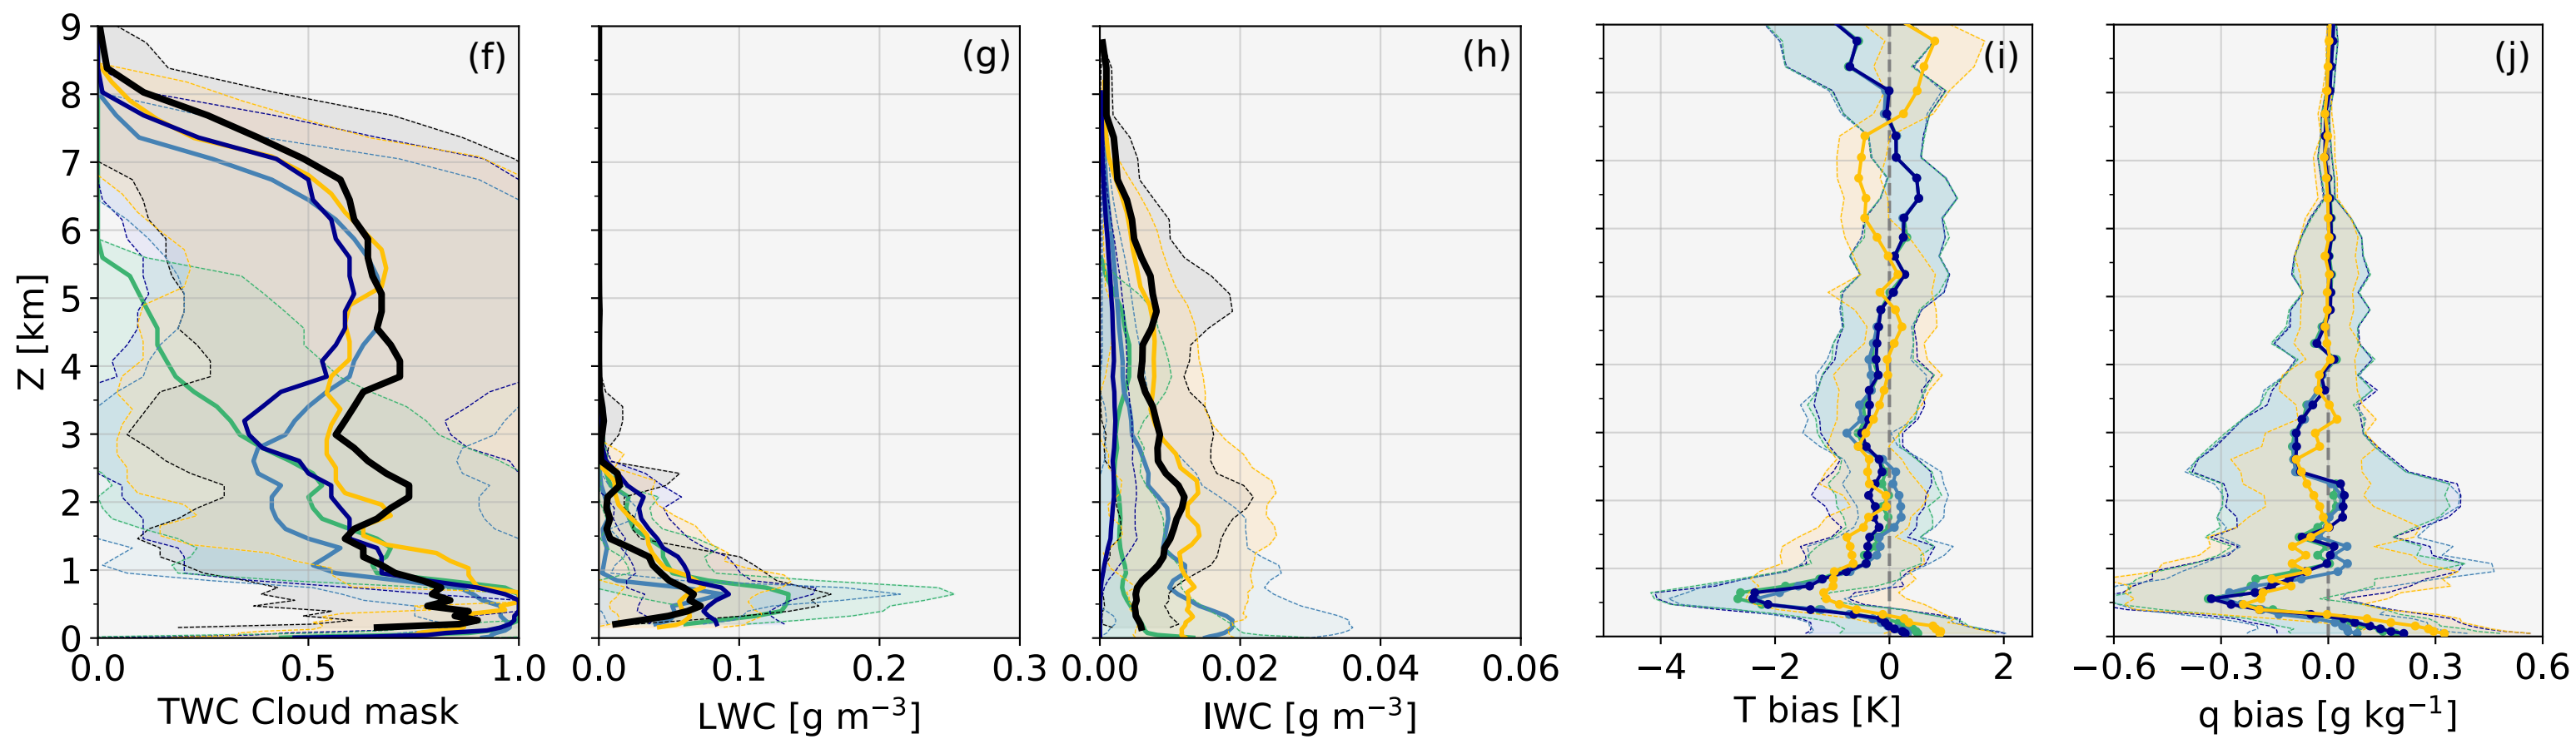 (f) (g) (h) (i) (j)
9
8
7
6
5
4
3
2
1
0
Z [km]
0.0 0.5 1.0 0.0 0.1 0.2 0.3 0.00 0.02 0.04 0.06 −4 −2 0 2 −0.6 −0.3 0.0 0.3 0.6
TWC Cloud mask LWC [g m⁻³] IWC [g m⁻³] T bias [K] q bias [g kg⁻¹]